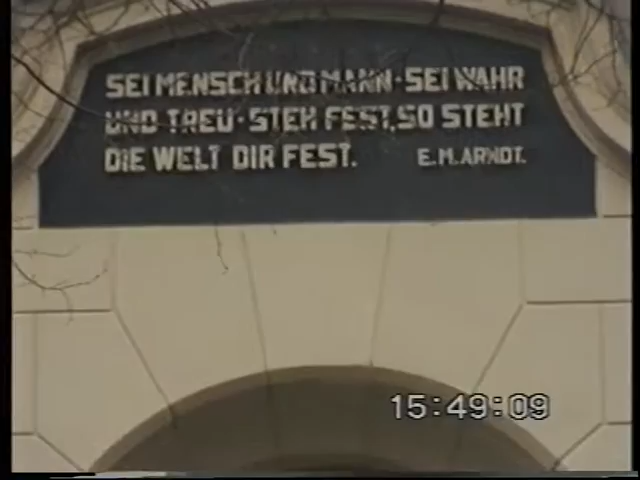 SEI MENSCH UND MANN · SEI WAHR
UND TREU · STEH FEST, SO STEHT
DIE WELT DIR FEST. E. M. ARNDT.
15:49:09